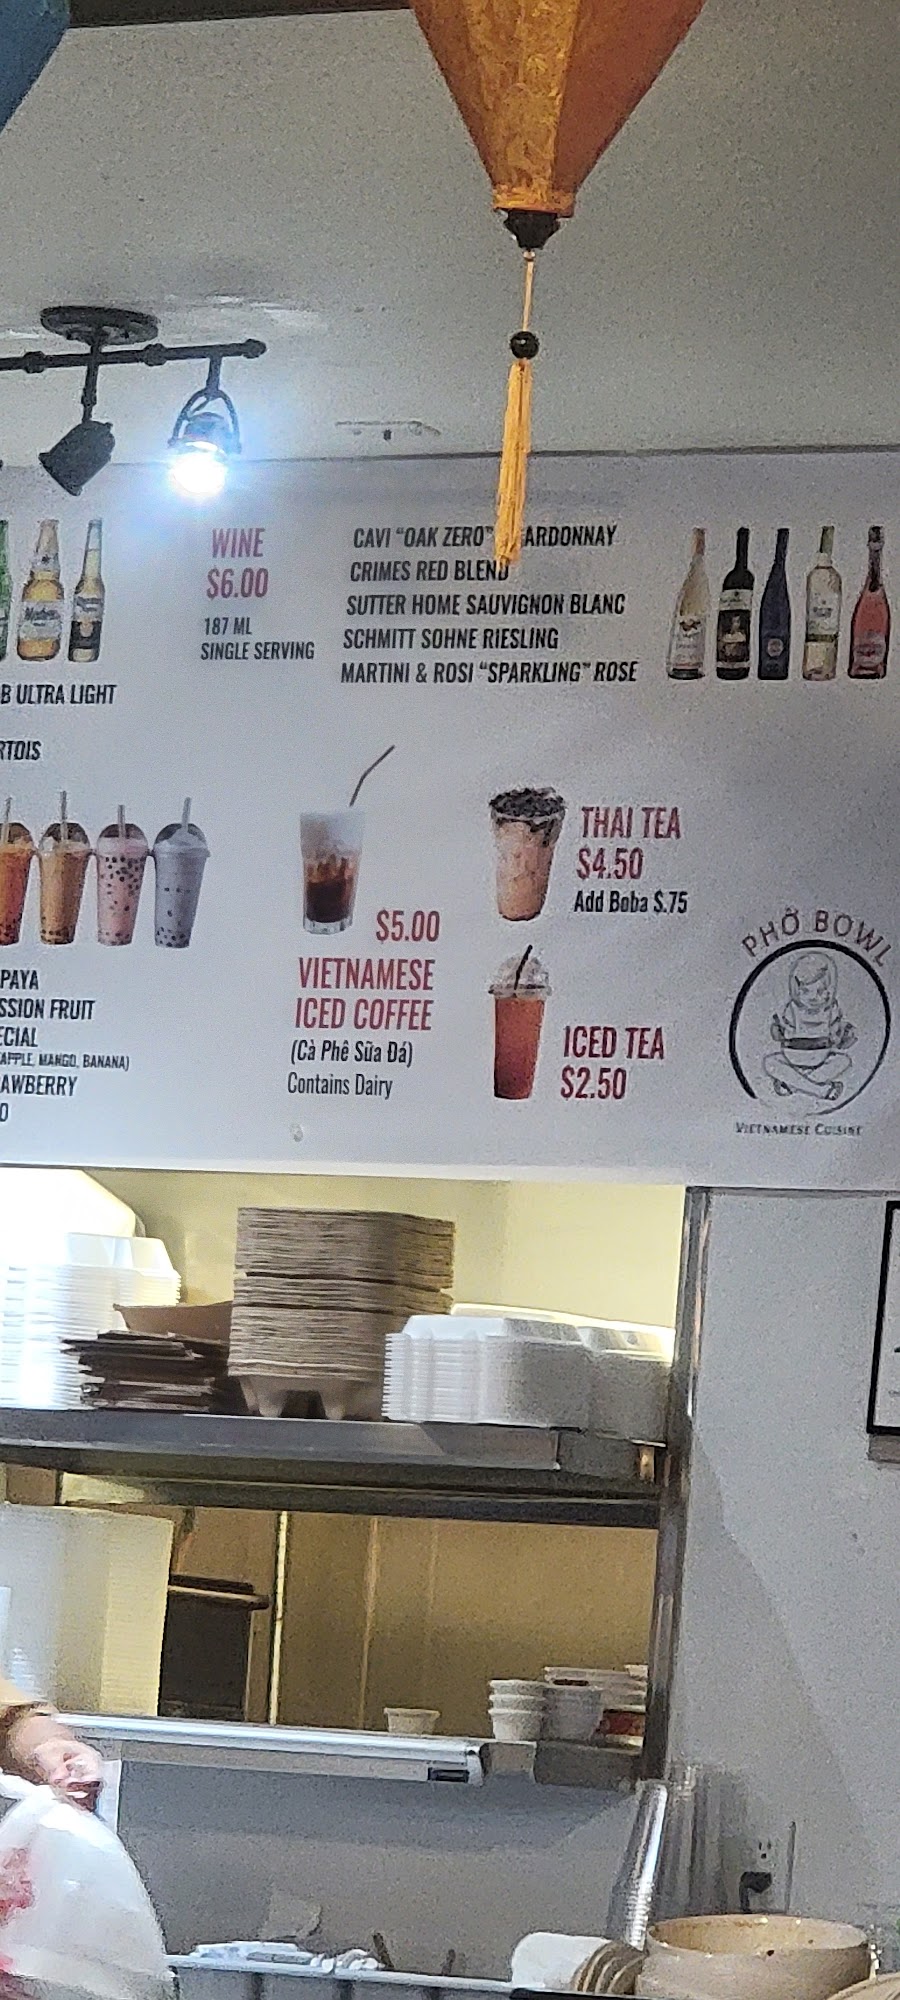 WINE
$6.00
187 ML
SINGLE SERVING
CAVI "OAK ZERO" ARDONNAY
CRIMES RED BLEND
SUTTER HOME SAUVIGNON BLANC
SCHMITT SOHNE RIESLING
MARTINI & ROSI "SPARKLING" ROSE
B ULTRA LIGHT
RTOIS
PAYA
SSION FRUIT
ECIAL
APPLE, MANGO, BANANA)
AWBERRY
O
$5.00
VIETNAMESE
ICED COFFEE
(Cà Phê Sữa Đá)
Contains Dairy
THAI TEA
$4.50
Add Boba $.75
ICED TEA
$2.50
PHỞ BOWL
VIETNAMESE CUISINE